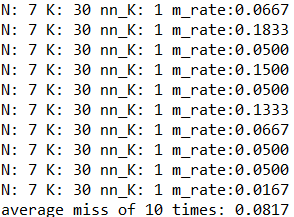 N: 7 K: 30 nn_K: 1 m_rate:0.0667
N: 7 K: 30 nn_K: 1 m_rate:0.1833
N: 7 K: 30 nn_K: 1 m_rate:0.0500
N: 7 K: 30 nn_K: 1 m_rate:0.1500
N: 7 K: 30 nn_K: 1 m_rate:0.0500
N: 7 K: 30 nn_K: 1 m_rate:0.1333
N: 7 K: 30 nn_K: 1 m_rate:0.0667
N: 7 K: 30 nn_K: 1 m_rate:0.0500
N: 7 K: 30 nn_K: 1 m_rate:0.0500
N: 7 K: 30 nn_K: 1 m_rate:0.0167
average miss of 10 times: 0.0817